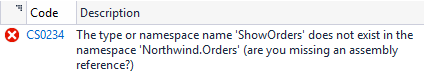 Code Description
CS0234 The type or namespace name 'ShowOrders' does not exist in the
namespace 'Northwind.Orders' (are you missing an assembly
reference?)